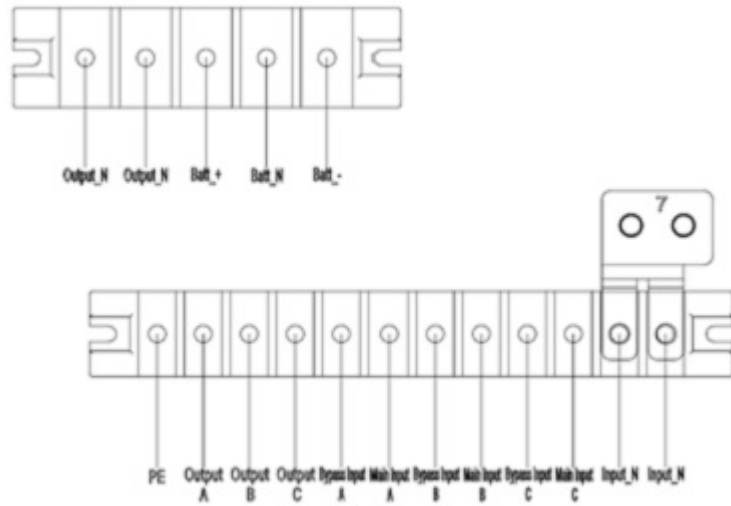 Output_N Output_N Batt_+ Batt_N Batt_-
7
PE Output A Output B Output C Bypass Input A Main Input A Bypass Input B Main Input B Bypass Input C Main Input C Input_N Input_N